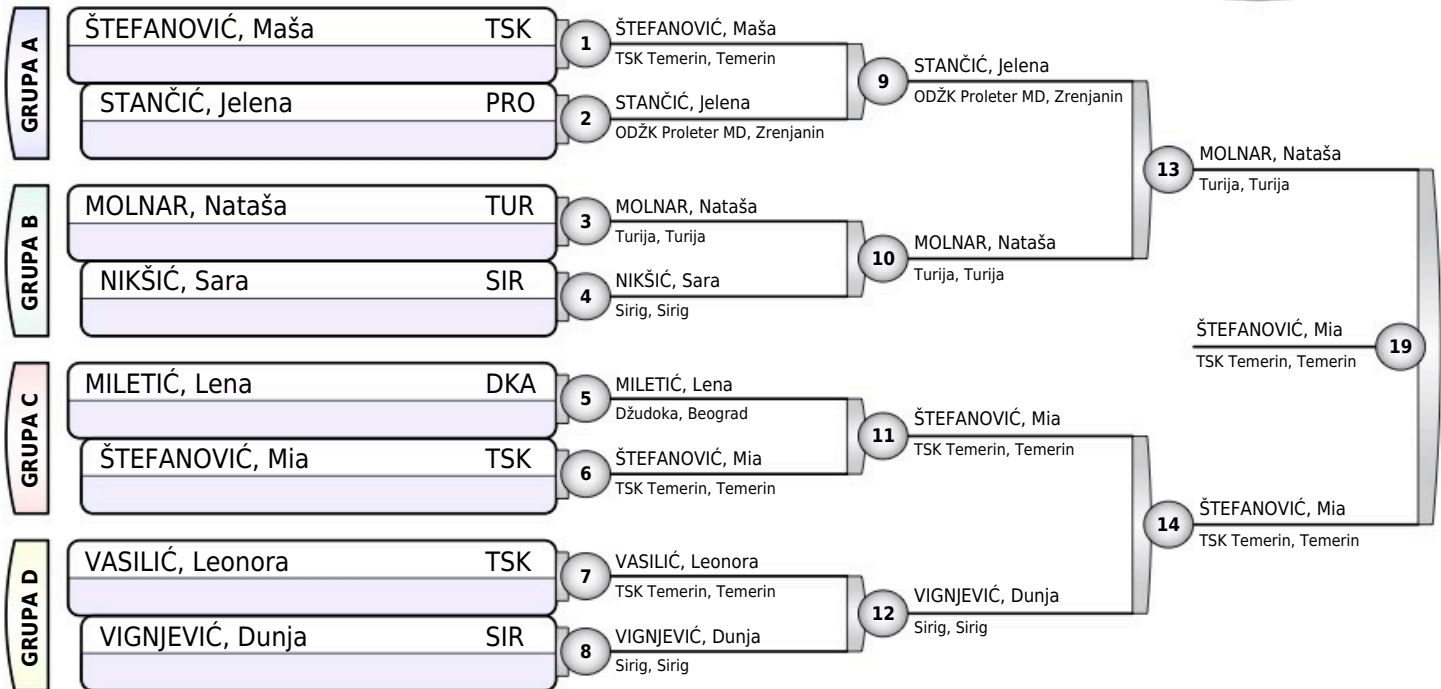 GRUPA A
ŠTEFANOVIĆ, Maša TSK
STANČIĆ, Jelena PRO
1
ŠTEFANOVIĆ, Maša
TSK Temerin, Temerin
2
STANČIĆ, Jelena
ODŽK Proleter MD, Zrenjanin
9
STANČIĆ, Jelena
ODŽK Proleter MD, Zrenjanin
GRUPA B
MOLNAR, Nataša TUR
NIKŠIĆ, Sara SIR
3
MOLNAR, Nataša
Turija, Turija
4
NIKŠIĆ, Sara
Sirig, Sirig
10
MOLNAR, Nataša
Turija, Turija
13
MOLNAR, Nataša
Turija, Turija
GRUPA C
MILETIĆ, Lena DKA
ŠTEFANOVIĆ, Mia TSK
5
MILETIĆ, Lena
Džudoka, Beograd
6
ŠTEFANOVIĆ, Mia
TSK Temerin, Temerin
11
ŠTEFANOVIĆ, Mia
TSK Temerin, Temerin
GRUPA D
VASILIĆ, Leonora TSK
VIGNJEVIĆ, Dunja SIR
7
VASILIĆ, Leonora
TSK Temerin, Temerin
8
VIGNJEVIĆ, Dunja
Sirig, Sirig
12
VIGNJEVIĆ, Dunja
Sirig, Sirig
14
ŠTEFANOVIĆ, Mia
TSK Temerin, Temerin
ŠTEFANOVIĆ, Mia
TSK Temerin, Temerin
19